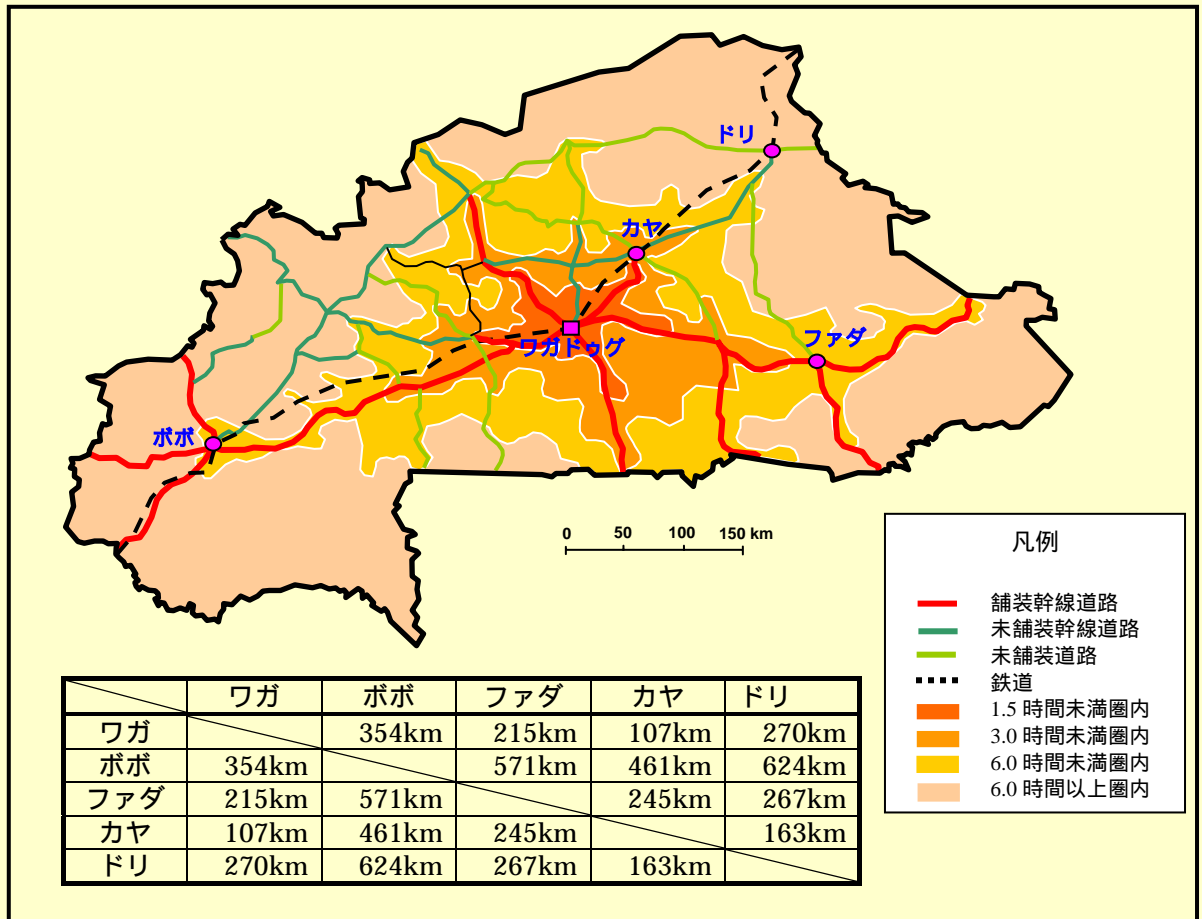 ドリ
カヤ
ワガドゥグ
ファダ
ボボ
0 50 100 150 km
凡例
舗装幹線道路
未舗装幹線道路
未舗装道路
鉄道
1.5 時間未満圏内
3.0 時間未満圏内
6.0 時間未満圏内
6.0 時間以上圏内
ワガ ボボ ファダ カヤ ドリ
ワガ 354km 215km 107km 270km
ボボ 354km 571km 461km 624km
ファダ 215km 571km 245km 267km
カヤ 107km 461km 245km 163km
ドリ 270km 624km 267km 163km